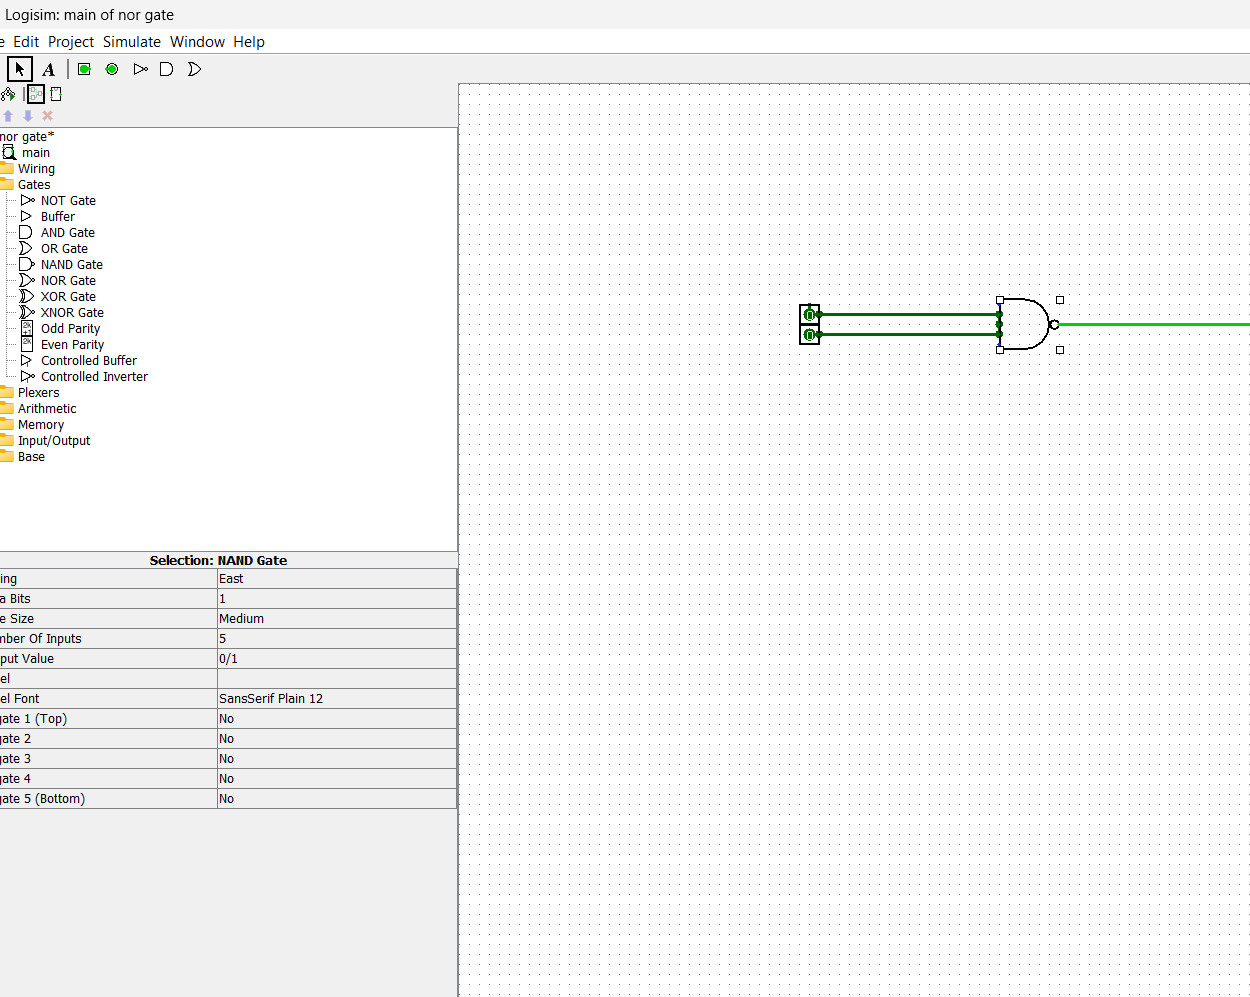 Logisim: main of nor gate
e Edit Project Simulate Window Help
A
nor gate*
main
Wiring
Gates
NOT Gate
Buffer
AND Gate
OR Gate
NAND Gate
NOR Gate
XOR Gate
XNOR Gate
2k+1 Odd Parity
2k Even Parity
Controlled Buffer
Controlled Inverter
Plexers
Arithmetic
Memory
Input/Output
Base
Selection: NAND Gate
ing East
a Bits 1
e Size Medium
mber Of Inputs 5
put Value 0/1
el
el Font SansSerif Plain 12
gate 1 (Top) No
gate 2 No
gate 3 No
gate 4 No
gate 5 (Bottom) No
0
0